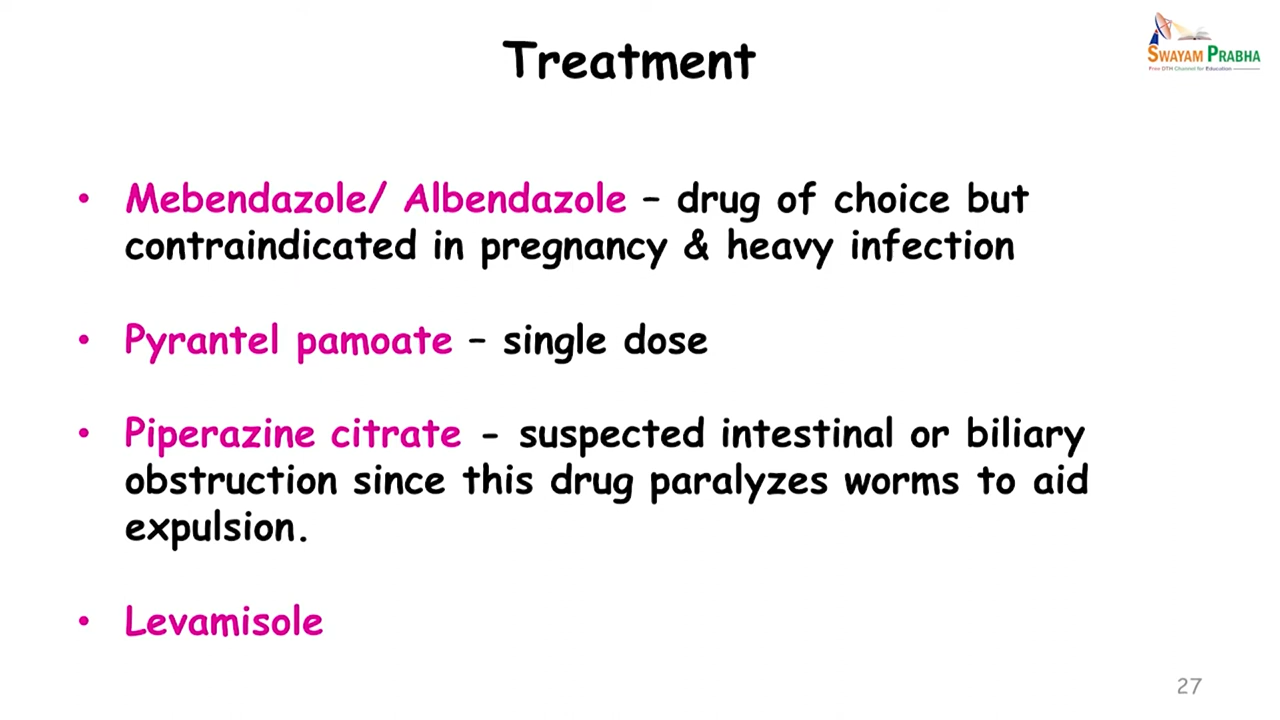 Treatment
SWAYAM PRABHA
Free DTH Channel for Education
• Mebendazole/ Albendazole – drug of choice but
contraindicated in pregnancy & heavy infection
• Pyrantel pamoate – single dose
• Piperazine citrate - suspected intestinal or biliary
obstruction since this drug paralyzes worms to aid
expulsion.
• Levamisole
27